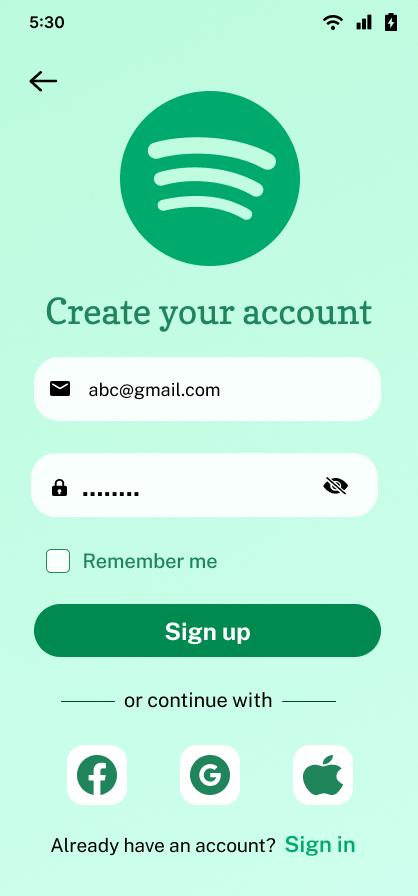 5:30
Create your account
abc@gmail.com
........
Remember me
Sign up
or continue with
Already have an account? Sign in